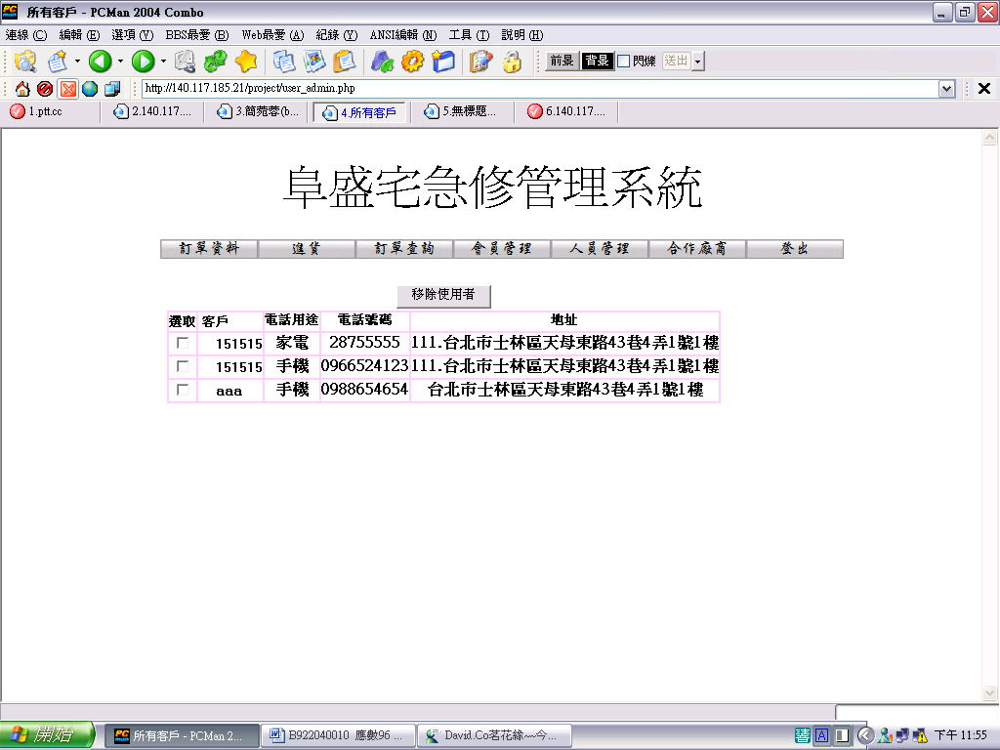 所有客戶 - PCMan 2004 Combo
連線 (C) 編輯 (E) 選項 (V) BBS最愛 (B) Web最愛 (A) 紀錄 (Y) ANSI編輯 (N) 工具 (T) 說明 (H)
前景 背景 閃爍 送出
http://140.117.185.21/project/user_admin.php
1.ptt.cc 2.140.117.... 3.簡苑蓉(b... 4.所有客戶 5.無標題... 6.140.117....
阜盛宅急修管理系統
訂單資料 進貨 訂單查詢 會員管理 人員管理 合作廠商 登出
移除使用者
選取 客戶 電話用途 電話號碼 地址
151515 家電 28755555 111.台北市士林區天母東路43巷4弄1號1樓
151515 手機 0966524123 111.台北市士林區天母東路43巷4弄1號1樓
aaa 手機 0988654654 台北市士林區天母東路43巷4弄1號1樓
開始 所有客戶 - PCMan 2... B922040010 應數96 ... David.Co茗花綠~~今... A 下午 11:55